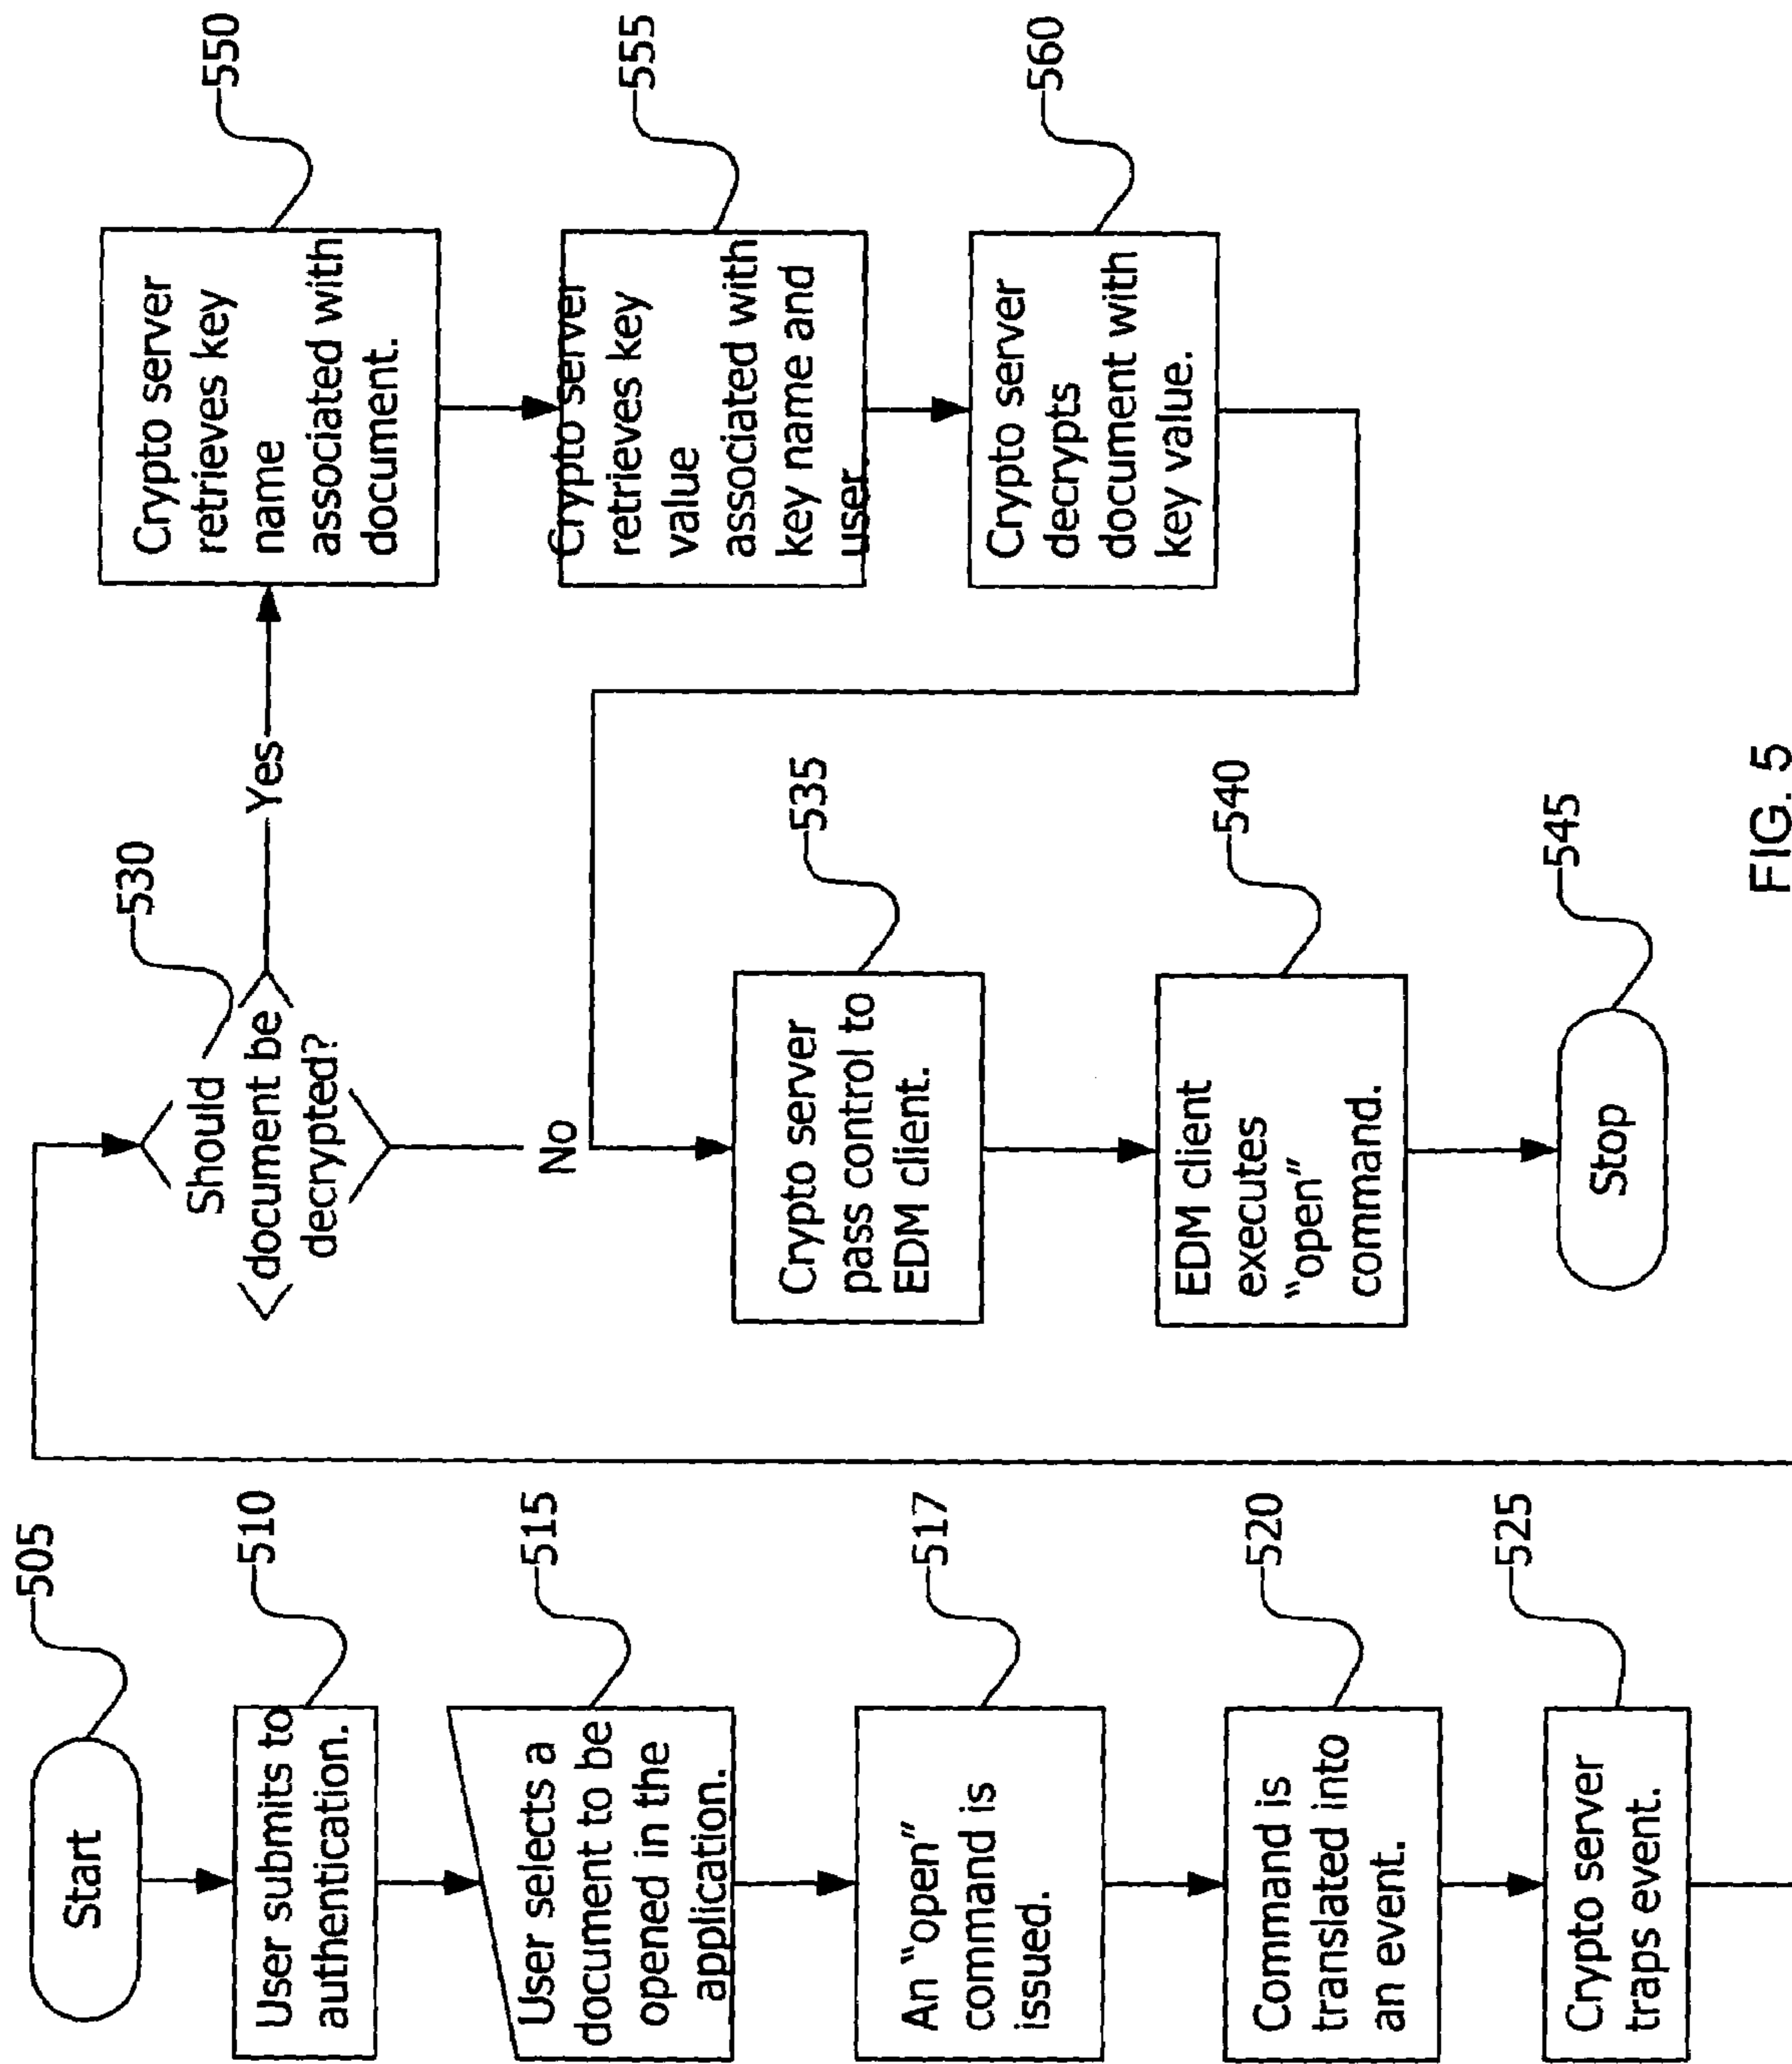 Start
505
User submits to
authentication.
510
User selects a
document to be
opened in the
application.
515
An “open”
command is
issued.
517
Command is
translated into
an event.
520
Crypto server
traps event.
525
Should
document be
decrypted?
530
Yes
No
Crypto server
pass control to
EDM client.
535
EDM client
executes
“open”
command.
540
Stop
545
Crypto server
retrieves key
name
associated with
document.
550
Crypto server
retrieves key
value
associated with
key name and
user.
555
Crypto server
decrypts
document with
key value.
560
FIG. 5